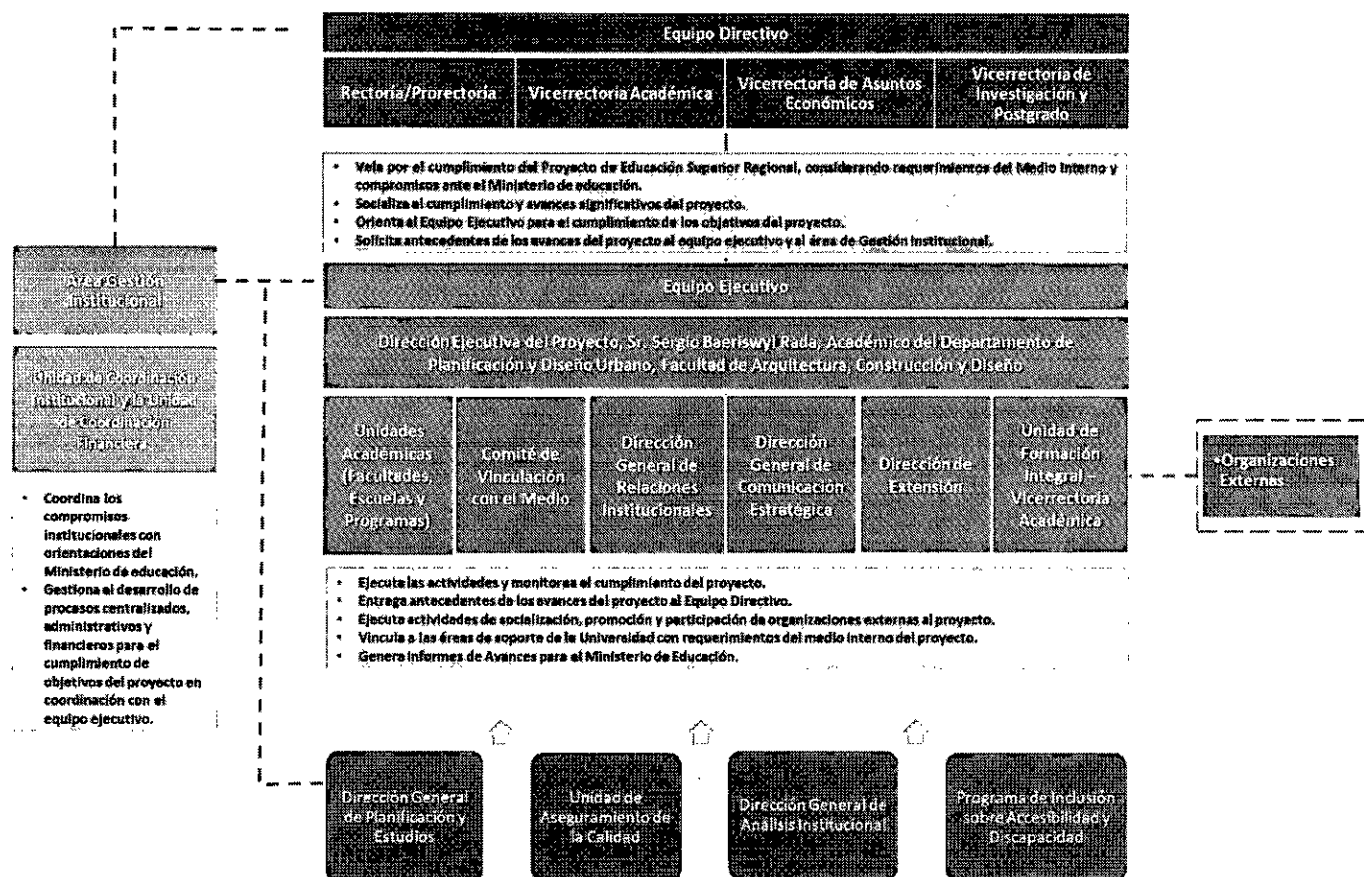 Equipo Directivo
Rectoría/Prorectoría
Vicerrectoría Académica
Vicerrectoría de Asuntos
Económicos
Vicerrectoría de
Investigación y
Postgrado
• Vela por el cumplimiento del Proyecto de Educación Superior Regional, considerando requerimientos del Medio Interno y
compromisos ante el Ministerio de educación.
• Socializa el cumplimiento y avances significativos del proyecto.
• Orienta al Equipo Ejecutivo para el cumplimiento de los objetivos del proyecto.
• Solicita antecedentes de los avances del proyecto al equipo ejecutivo y al área de Gestión Institucional.
Área Gestión
Institucional
Unidad de Coordinación
Institucional y la Unidad
de Coordinación
Financiera
• Coordina los
compromisos
institucionales con
orientaciones del
Ministerio de educación.
• Gestiona el desarrollo de
procesos centralizados,
administrativos y
financieros para el
cumplimiento de
objetivos del proyecto en
coordinación con el
equipo ejecutivo.
Equipo Ejecutivo
Dirección Ejecutiva del Proyecto, Sr. Sergio Baeriswyl Rada, Académico del Departamento de
Planificación y Diseño Urbano, Facultad de Arquitectura, Construcción y Diseño
Unidades
Académicas
(Facultades,
Escuelas y
Programas)
Comité de
Vinculación
con el Medio
Dirección
General de
Relaciones
Institucionales
Dirección
General de
Comunicación
Estratégica
Dirección de
Extensión
Unidad de
Formación
Integral –
Vicerrectoría
Académica
•Organizaciones
Externas
• Ejecuta las actividades y monitorea el cumplimiento del proyecto.
• Entrega antecedentes de los avances del proyecto al Equipo Directivo.
• Ejecuta actividades de socialización, promoción y participación de organizaciones externas al proyecto.
• Vincula a las áreas de soporte de la Universidad con requerimientos del medio interno del proyecto.
• Genera Informes de Avances para el Ministerio de Educación.
Dirección General
de Planificación y
Estudios
Unidad de
Aseguramiento de
la Calidad
Dirección General de
Análisis Institucional
Programa de Inclusión
sobre Accesibilidad y
Discapacidad